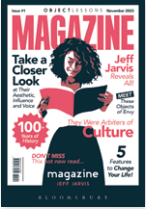 Issue #1
OBJECTLESSONS
November 2003
MAGAZINE
Take a
Closer
Look
at Their
Aesthetic,
Influence
and Voice
Jeff
Jarvis
Reveals
All!
MEET
These
Objects
of Envy
100
Years of
History
They Were Arbiters of
Culture
DON'T MISS
This hot new read...
5
Features
to Change
Your Life!
magazine
JEFF JARVIS
BLOOMSBURY